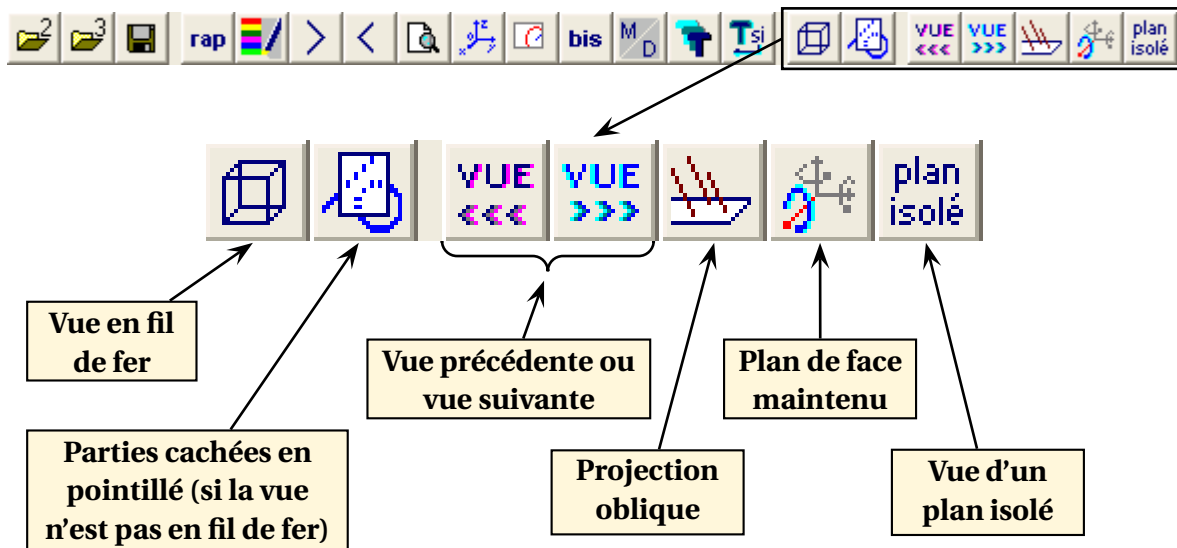 2 3 rap > < x z y bis M D T si VUE <<< VUE >>> plan isolé
VUE <<< VUE >>> plan isolé
Vue en fil
de fer
Vue précédente ou
vue suivante
Plan de face
maintenu
Parties cachées en
pointillé (si la vue
n’est pas en fil de fer)
Projection
oblique
Vue d’un
plan isolé